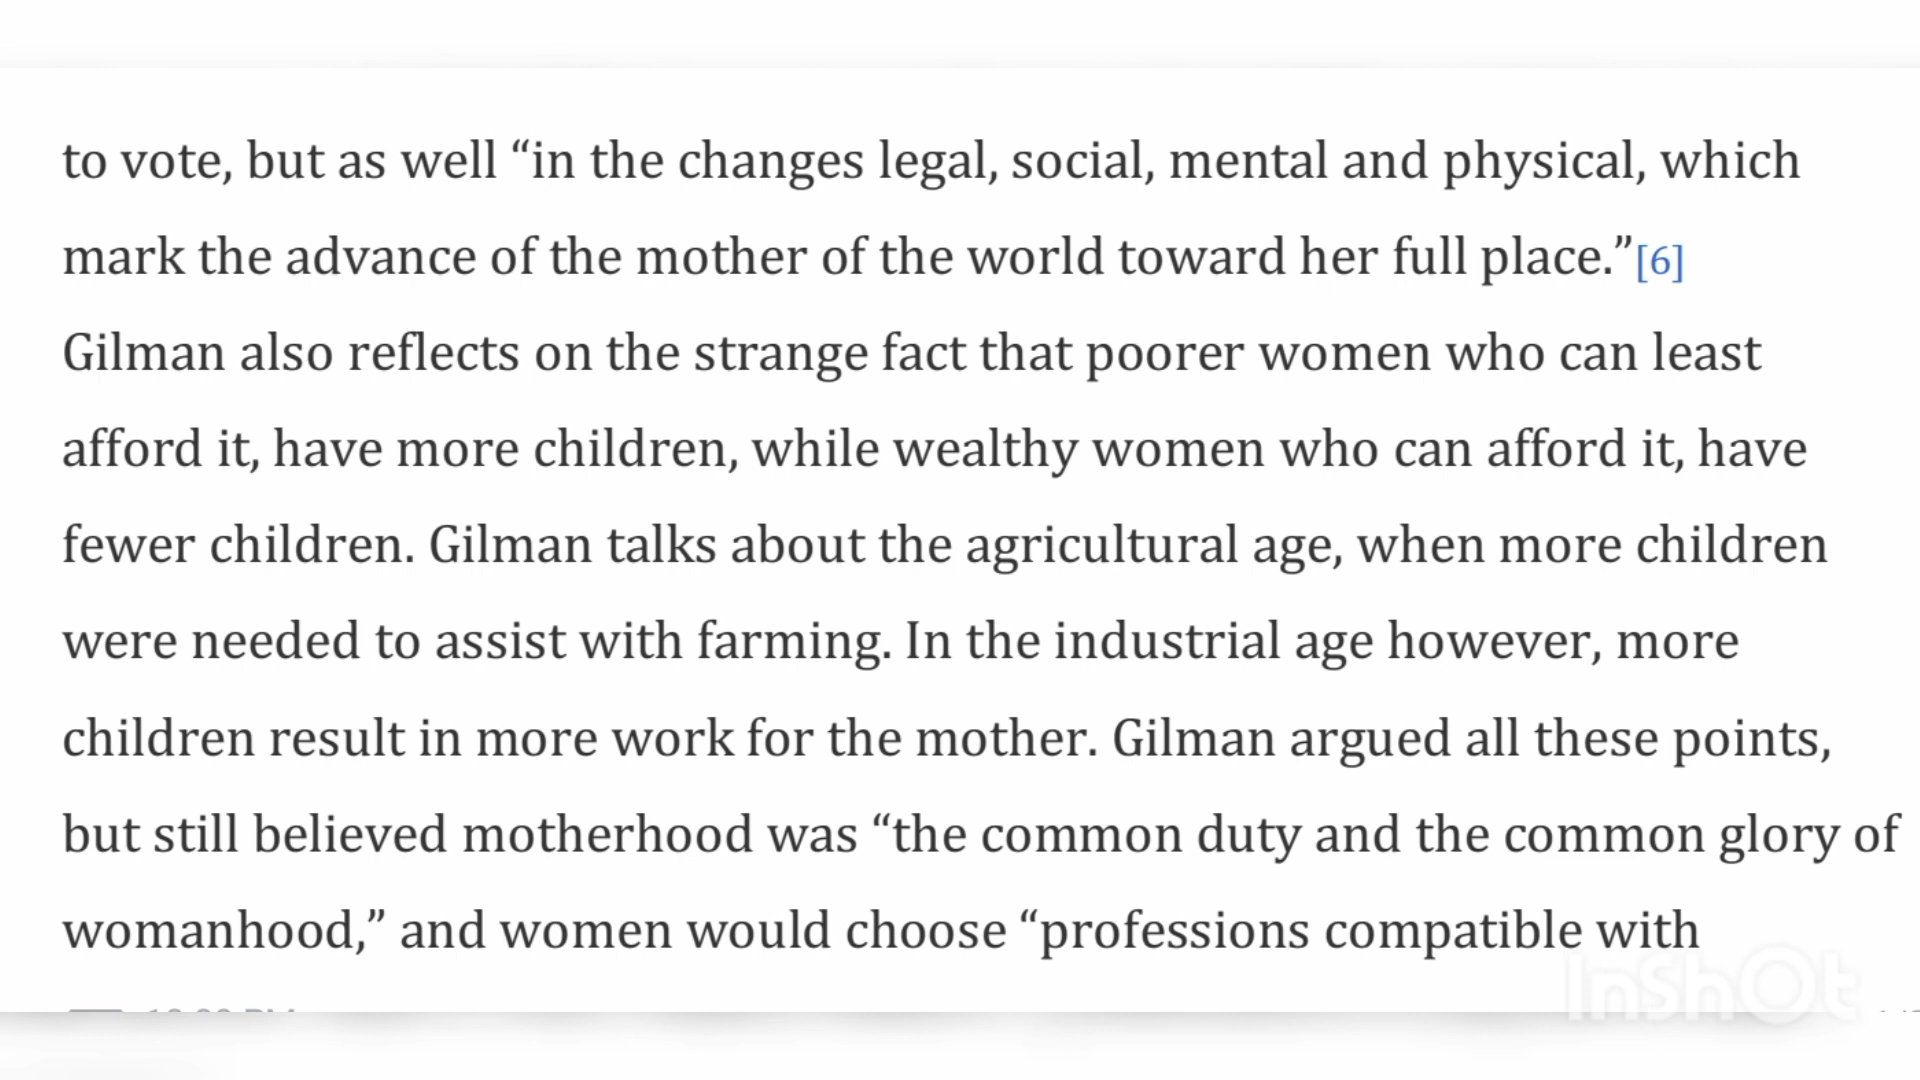 to vote, but as well “in the changes legal, social, mental and physical, which
mark the advance of the mother of the world toward her full place.”[6]
Gilman also reflects on the strange fact that poorer women who can least
afford it, have more children, while wealthy women who can afford it, have
fewer children. Gilman talks about the agricultural age, when more children
were needed to assist with farming. In the industrial age however, more
children result in more work for the mother. Gilman argued all these points,
but still believed motherhood was “the common duty and the common glory of
womanhood,” and women would choose “professions compatible with
InShOt